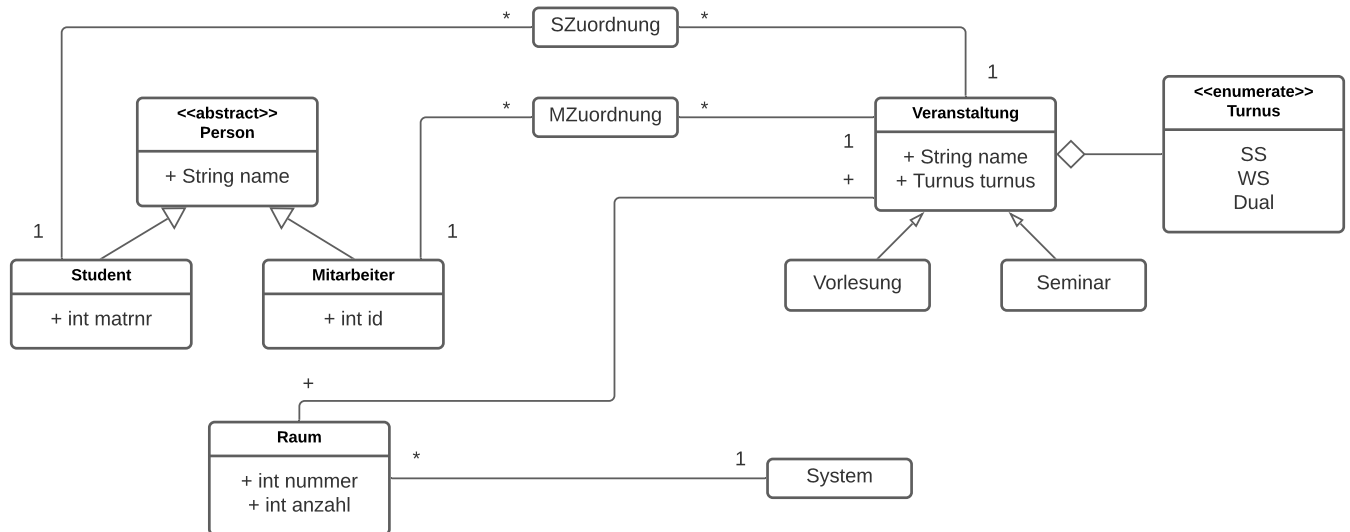 * SZuordnung *
1
<<abstract>>
Person
+ String name
* MZuordnung *
1
Veranstaltung
+ String name
+ Turnus turnus
+
<<enumerate>>
Turnus
SS
WS
Dual
1
Student
+ int matrnr
1
Mitarbeiter
+ int id
Vorlesung
Seminar
+
Raum
+ int nummer
+ int anzahl
*
1
System